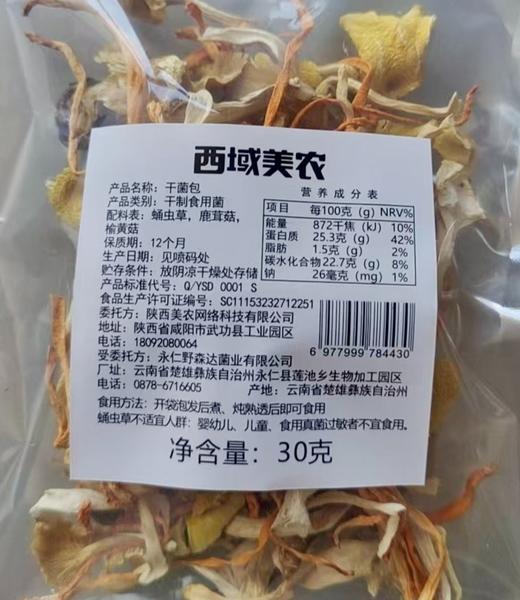 西域美农
产品名称：干菌包
产品类别：干制食用菌
配料表：蛹虫草，鹿茸菇，
榆黄菇
保质期：12个月
生产日期：见喷码处
贮存条件：放阴凉干燥处存储
产品标准代号：Q/YSD 0001 S
食品生产许可证编号：SC11153232712251
委托方：陕西美农网络科技有限公司
地址：陕西省咸阳市武功县工业园区
电话：18092080064
受委托方：永仁野森达菌业有限公司
厂址：云南省楚雄彝族自治州永仁县莲池乡生物加工园区
电话：0878-6716605 产地：云南省楚雄彝族自治州
食用方法：开袋泡发后煮、炖熟透后即可食用
蛹虫草不适宜人群：婴幼儿、儿童、食用真菌过敏者不宜食用。
净含量：30克
营养成分表
项目 每100克（g）NRV%
能量 872千焦（kJ）10%
蛋白质 25.3克（g）42%
脂肪 1.5克（g）2%
碳水化合物 22.7克（g）8%
钠 26毫克（mg）1%
6 977999 784430